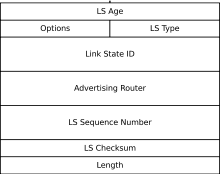 LS Age
Options LS Type
Link State ID
Advertising Router
LS Sequence Number
LS Checksum
Length